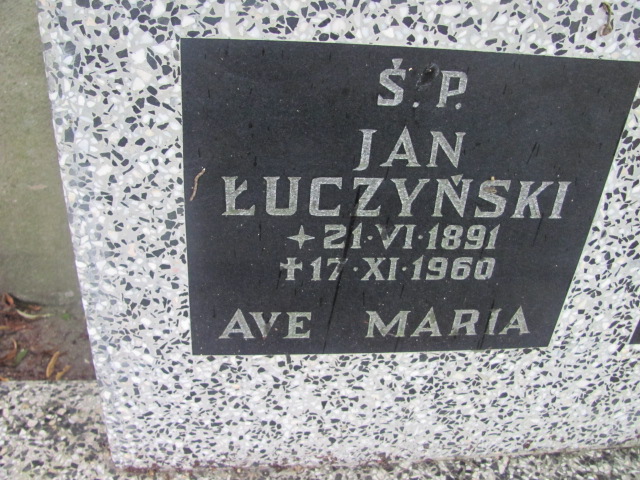 Ś.P.
JAN
ŁUCZYŃSKI
✦21·VI·1891
✝17·XI·1960
AVE MARIA